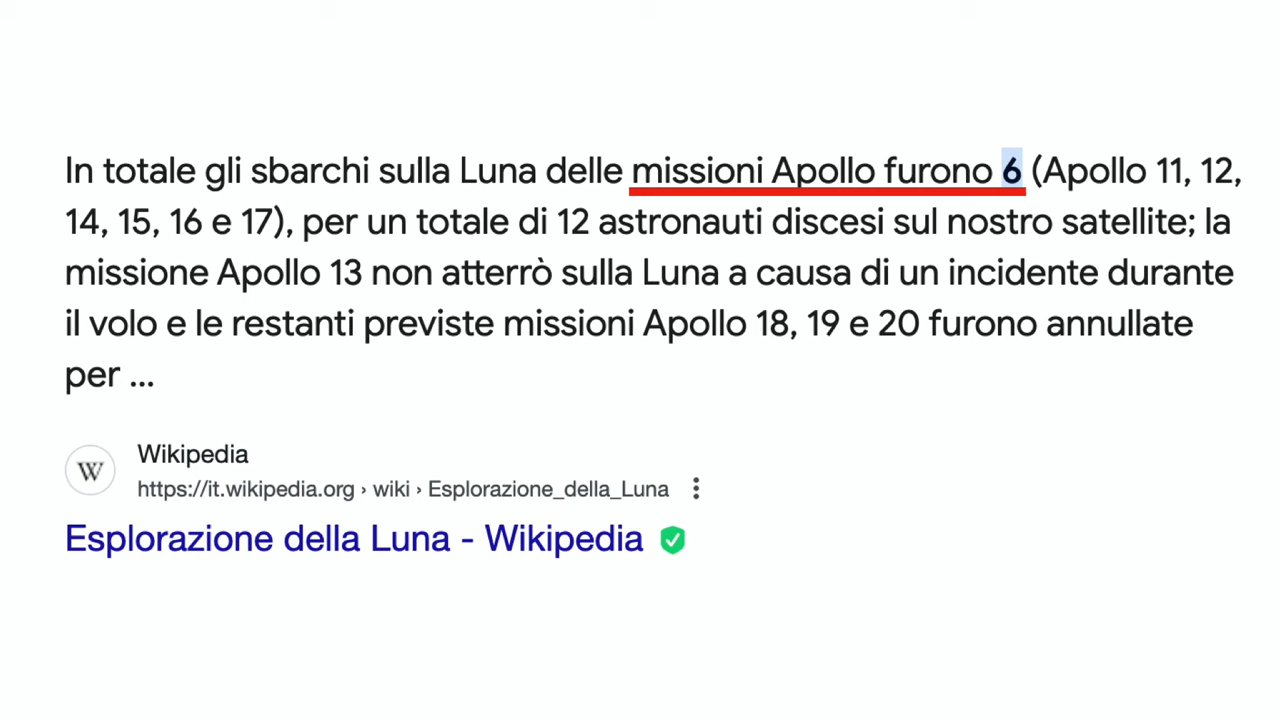 In totale gli sbarchi sulla Luna delle missioni Apollo furono 6 (Apollo 11, 12,
14, 15, 16 e 17), per un totale di 12 astronauti discesi sul nostro satellite; la
missione Apollo 13 non atterrò sulla Luna a causa di un incidente durante
il volo e le restanti previste missioni Apollo 18, 19 e 20 furono annullate
per ...
W
Wikipedia
https://it.wikipedia.org › wiki › Esplorazione_della_Luna
Esplorazione della Luna - Wikipedia